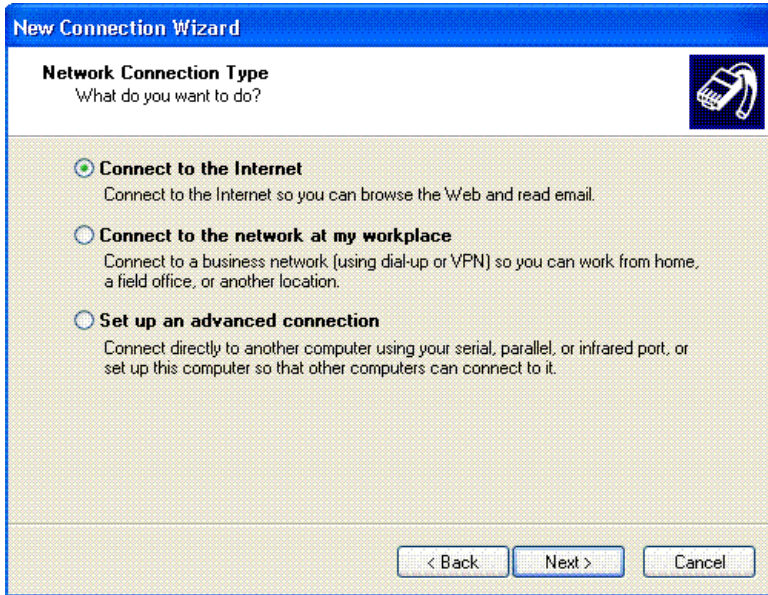 New Connection Wizard
Network Connection Type
What do you want to do?
Connect to the Internet
Connect to the Internet so you can browse the Web and read email.
Connect to the network at my workplace
Connect to a business network (using dial-up or VPN) so you can work from home,
a field office, or another location.
Set up an advanced connection
Connect directly to another computer using your serial, parallel, or infrared port, or
set up this computer so that other computers can connect to it.
< Back Next > Cancel